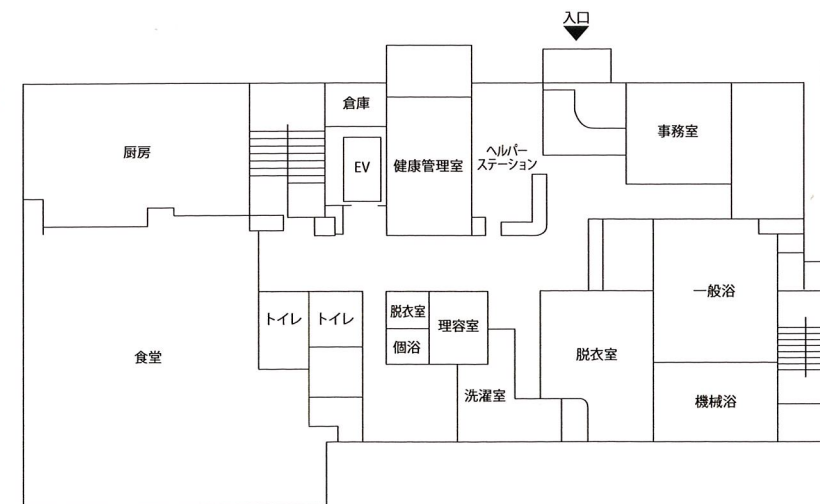 入口
倉庫
厨房
EV
健康管理室
ヘルパー
ステーション
事務室
一般浴
トイレ
トイレ
脱衣室
個浴
理容室
食堂
脱衣室
洗濯室
機械浴